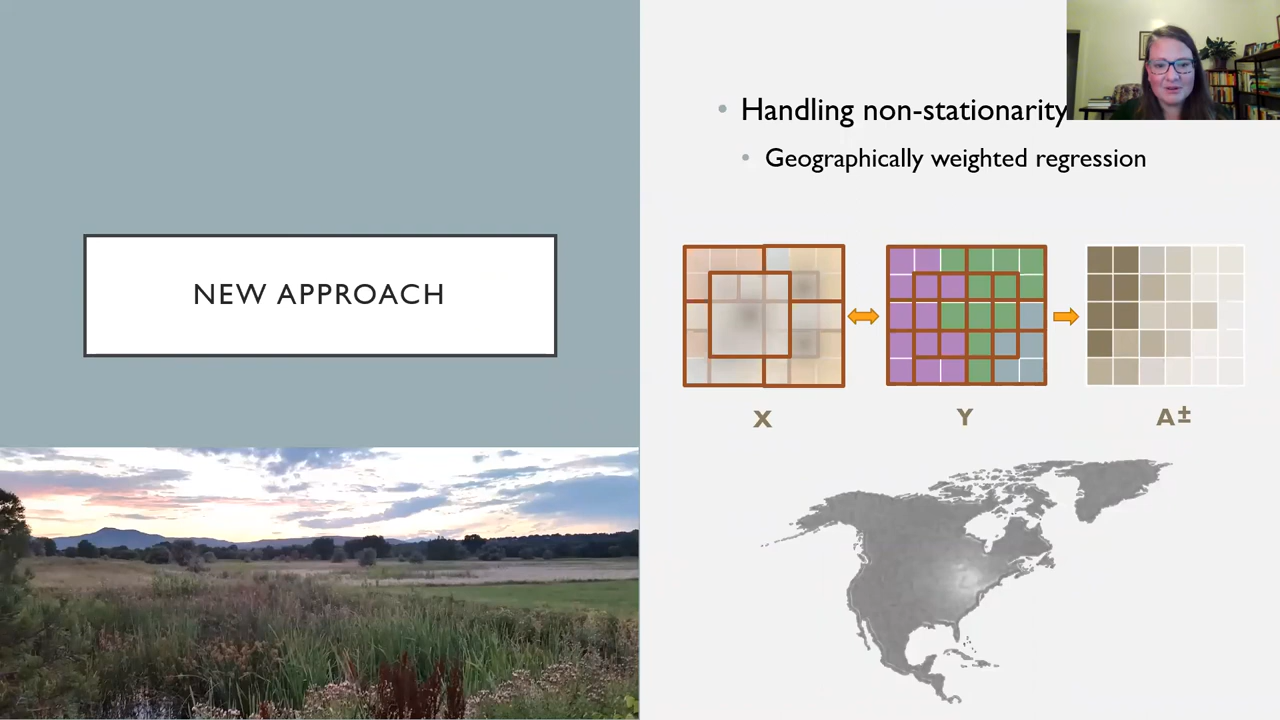 NEW APPROACH
Handling non-stationarity
Geographically weighted regression
X
Y
A±